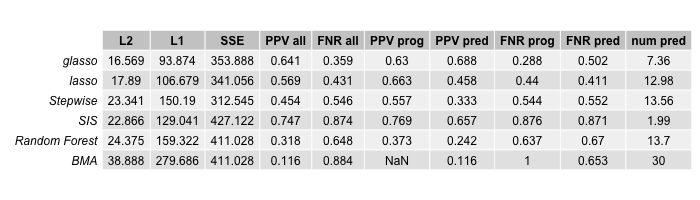 L2 L1 SSE PPV all FNR all PPV prog PPV pred FNR prog FNR pred num pred
glasso 16.569 93.874 353.888 0.641 0.359 0.63 0.688 0.288 0.502 7.36
lasso 17.89 106.679 341.056 0.569 0.431 0.663 0.458 0.44 0.411 12.98
Stepwise 23.341 150.19 312.545 0.454 0.546 0.557 0.333 0.544 0.552 13.56
SIS 22.866 129.041 427.122 0.747 0.874 0.769 0.657 0.876 0.871 1.99
Random Forest 24.375 159.322 411.028 0.318 0.648 0.373 0.242 0.637 0.67 13.7
BMA 38.888 279.686 411.028 0.116 0.884 NaN 0.116 1 0.653 30